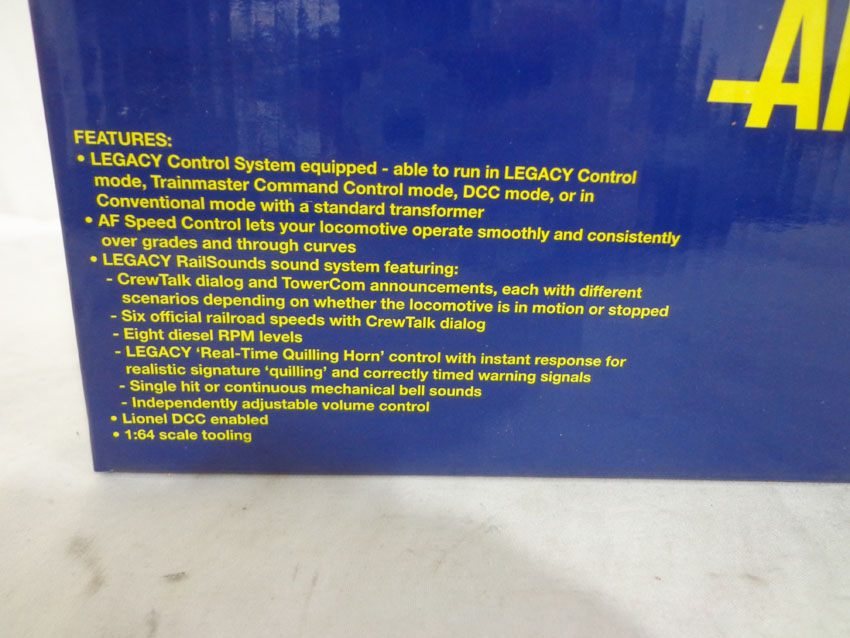 AF
FEATURES:
• LEGACY Control System equipped - able to run in LEGACY Control
mode, Trainmaster Command Control mode, DCC mode, or in
Conventional mode with a standard transformer
• AF Speed Control lets your locomotive operate smoothly and consistently
over grades and through curves
• LEGACY RailSounds sound system featuring:
- CrewTalk dialog and TowerCom announcements, each with different
scenarios depending on whether the locomotive is in motion or stopped
- Six official railroad speeds with CrewTalk dialog
- Eight diesel RPM levels
- LEGACY ‘Real-Time Quilling Horn’ control with instant response for
realistic signature ‘quilling’ and correctly timed warning signals
- Single hit or continuous mechanical bell sounds
- Independently adjustable volume control
• Lionel DCC enabled
• 1:64 scale tooling